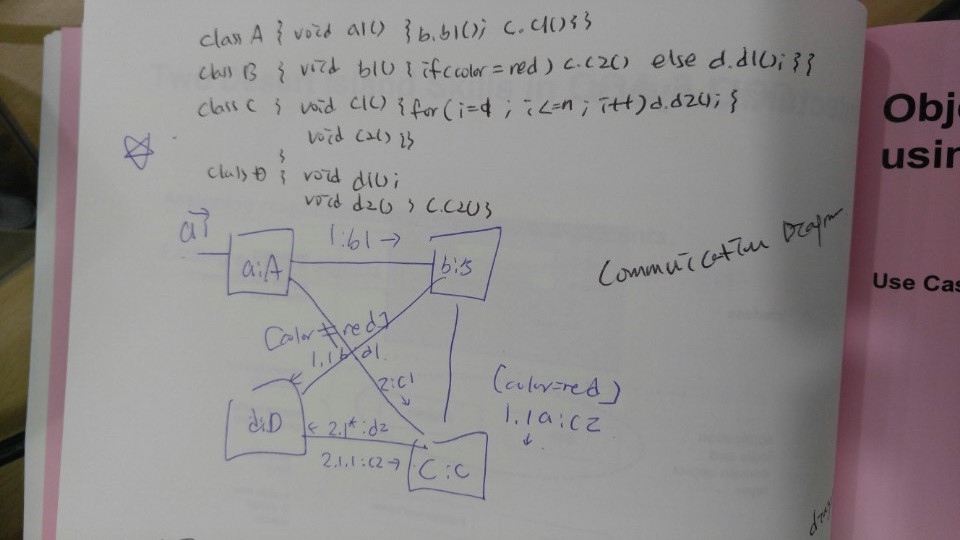 class A { void a1() { b.b1(); C.C1()}}
class B { void b1() { if(color = red) C.C2() else d.d1(); }}
class C { void C1() { for(i=1 ; i<=n ; i++) d.d2(); }
void C2() }}
}
class D { void d1();
void d2() } C.C2()}
a1
1:b1 →
a:A
b:B
Communication
[color ≠ red]
1.1b:d1
2:C1
[color=red]
1.1a:C2
d:D
← 2.1*:d2
2.1.1:C2 →
C:C
Obj
usin
Use Cas